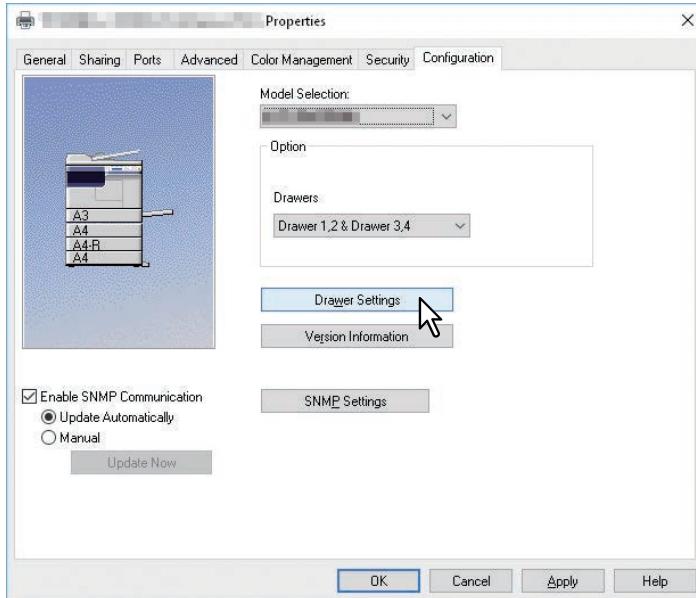 Properties
General Sharing Ports Advanced Color Management Security Configuration
Model Selection:
Option
A3
A4
A4-R
A4
Drawers
Drawer 1,2 & Drawer 3,4
Drawer Settings
Version Information
Enable SNMP Communication
SNMP Settings
Update Automatically
Manual
Update Now
OK Cancel Apply Help